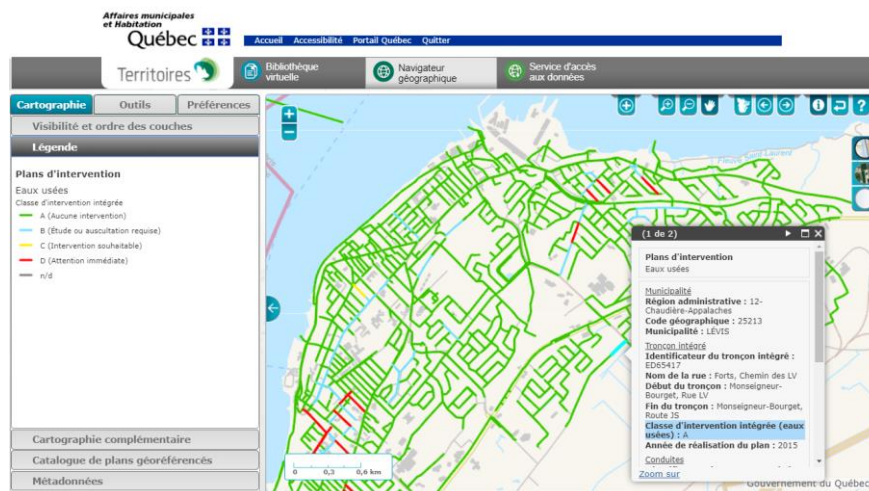 Affaires municipales
et Habitation
Québec
Accueil Accessibilité Portail Québec Quitter
Territoires
Bibliothèque
virtuelle
Navigateur
géographique
Service d'accès
aux données
Cartographie Outils Préférences
Visibilité et ordre des couches
Légende
Plans d'intervention
Eaux usées
Classe d'intervention intégrée
A (Aucune intervention)
B (Étude ou auscultation requise)
C (Intervention souhaitable)
D (Attention immédiate)
n/d
Cartographie complémentaire
Catalogue de plans géoréférencés
Métadonnées
Fleuve Saint-Laurent
(1 de 2)
Plans d'intervention
Eaux usées
Municipalité
Région administrative : 12-
Chaudière-Appalaches
Code géographique : 25213
Municipalité : LÉVIS
Tronçon intégré
Identificateur du tronçon intégré :
ED65417
Nom de la rue : Forts, Chemin des LV
Début du tronçon : Monseigneur-
Bourget, Rue LV
Fin du tronçon : Monseigneur-Bourget,
Route JS
Classe d'intervention intégrée (eaux
usées) : A
Année de réalisation du plan : 2015
Conduites
Zoom sur
0 0,3 0,6 km
Gouvernement du Québec